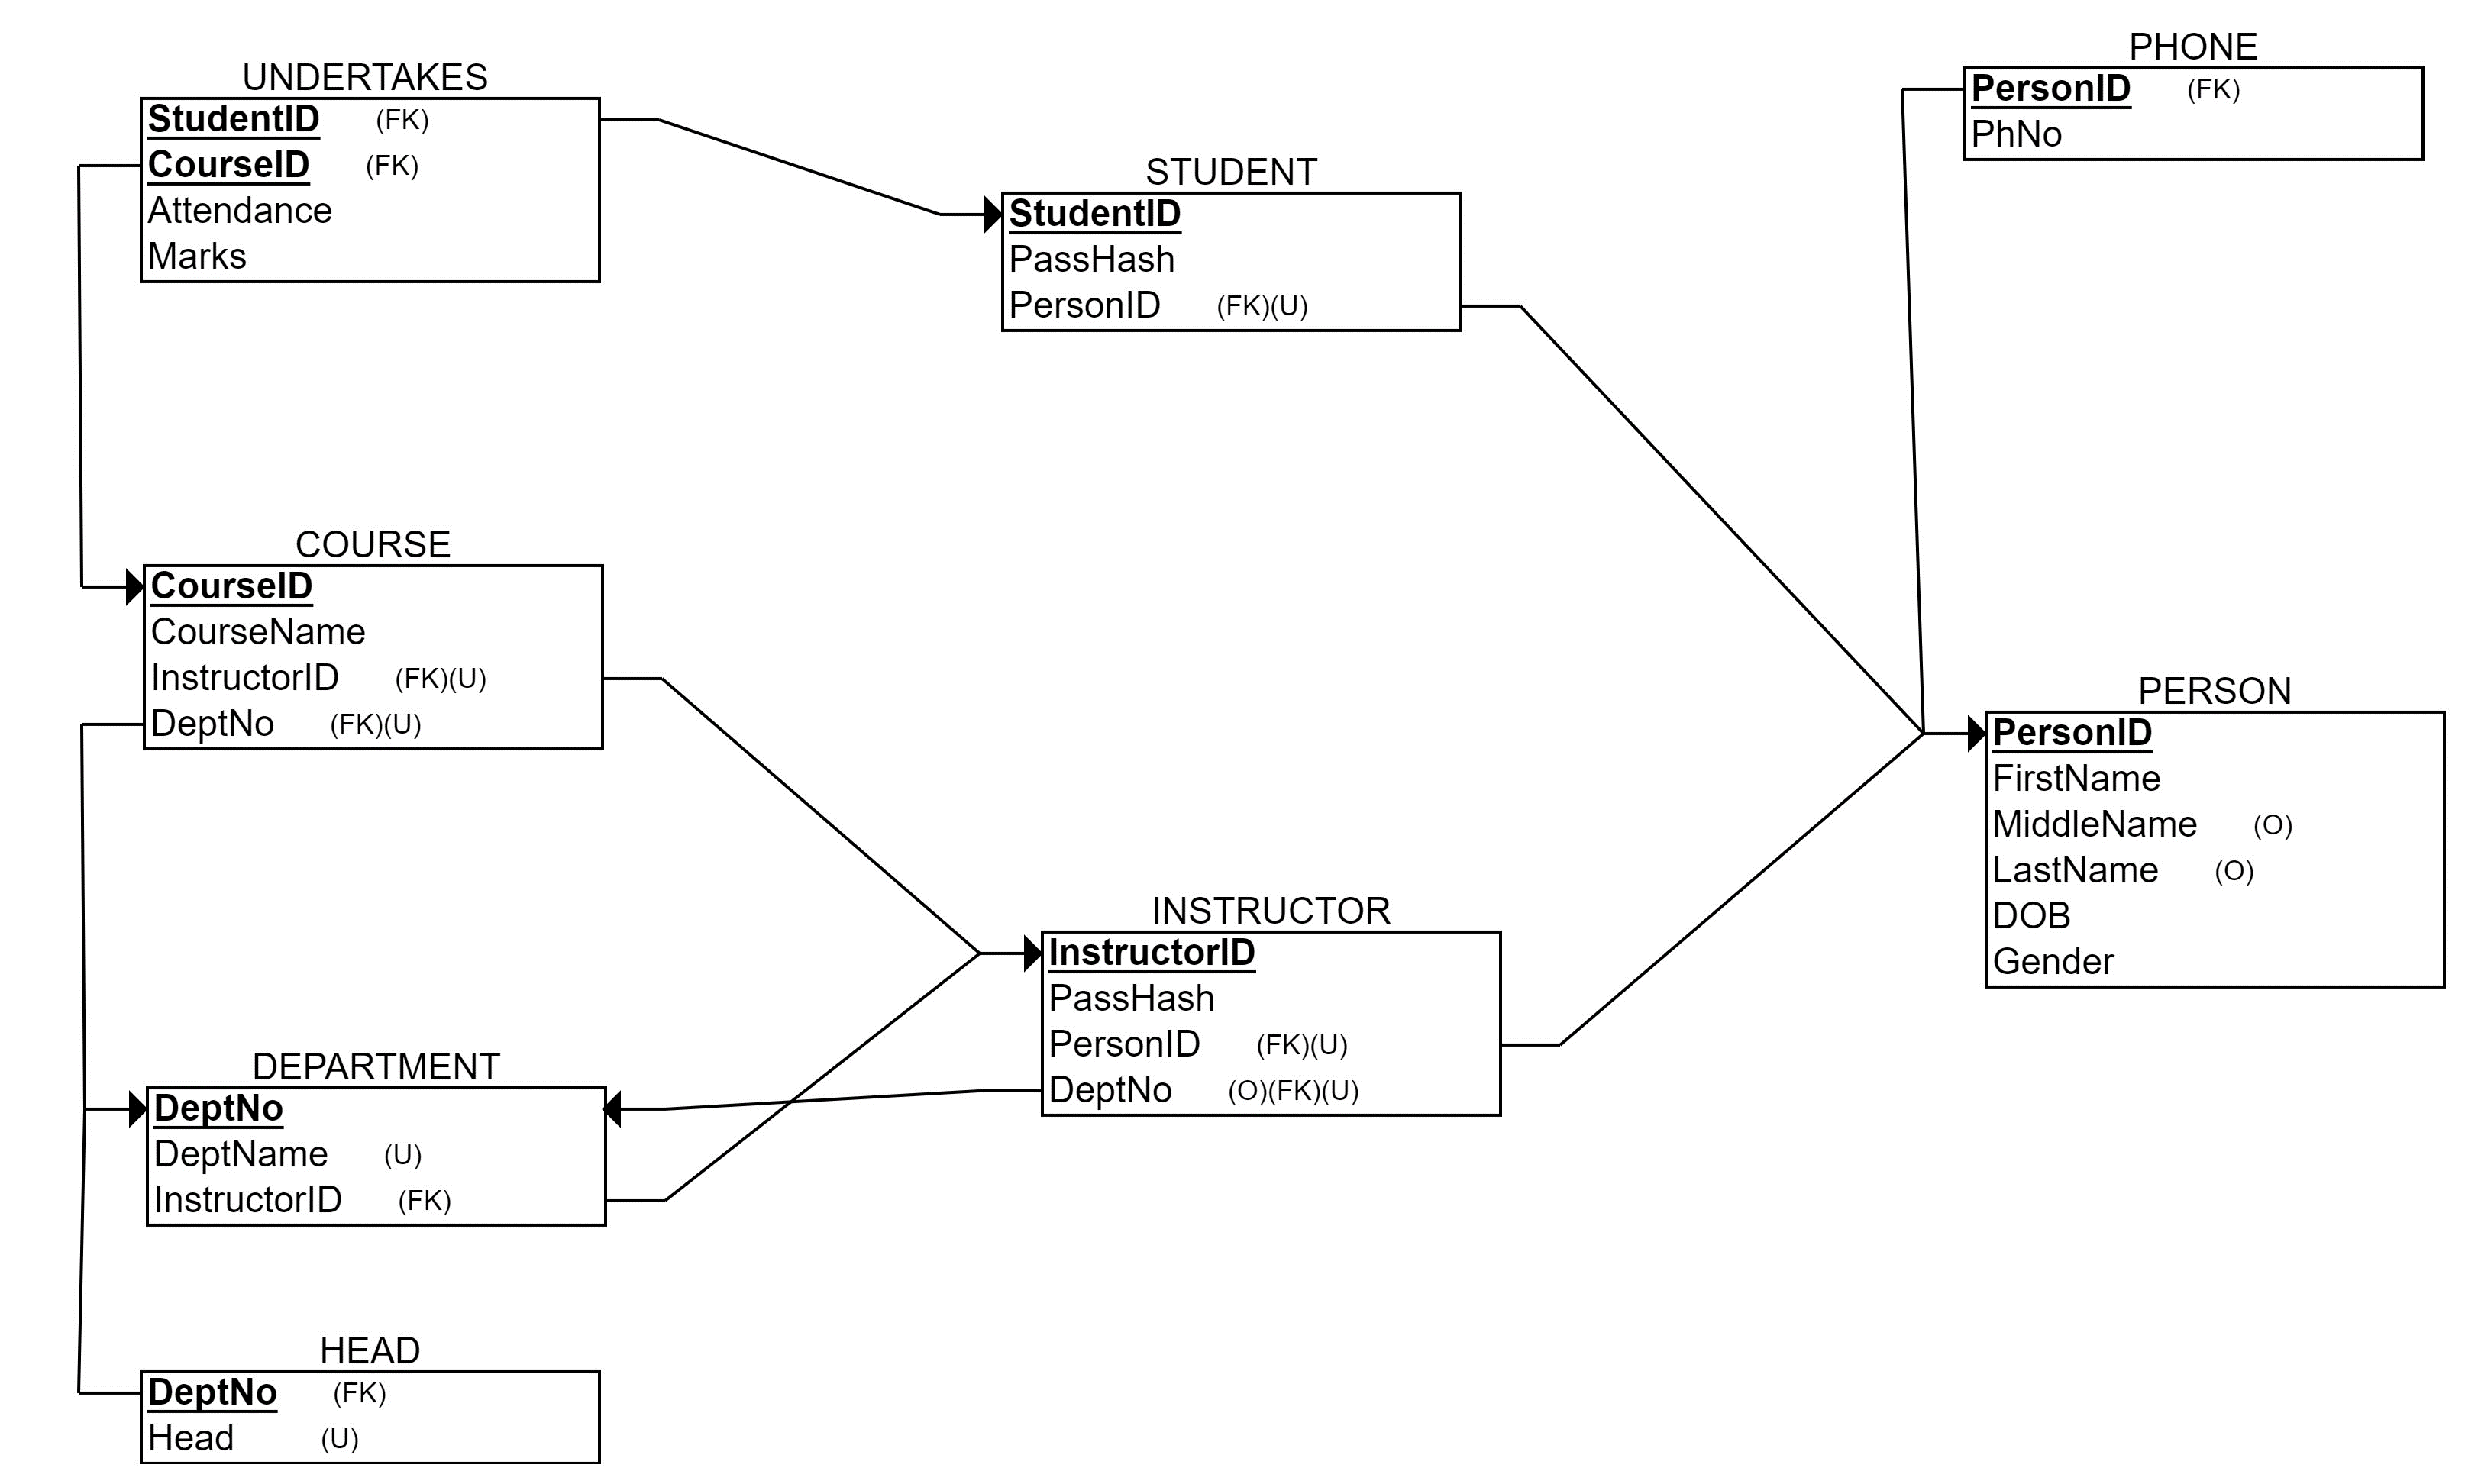 UNDERTAKES
StudentID (FK)
CourseID (FK)
Attendance
Marks
STUDENT
StudentID
PassHash
PersonID (FK)(U)
PHONE
PersonID (FK)
PhNo
COURSE
CourseID
CourseName
InstructorID (FK)(U)
DeptNo (FK)(U)
PERSON
PersonID
FirstName
MiddleName (O)
LastName (O)
DOB
Gender
INSTRUCTOR
InstructorID
PassHash
PersonID (FK)(U)
DeptNo (O)(FK)(U)
DEPARTMENT
DeptNo
DeptName (U)
InstructorID (FK)
HEAD
DeptNo (FK)
Head (U)